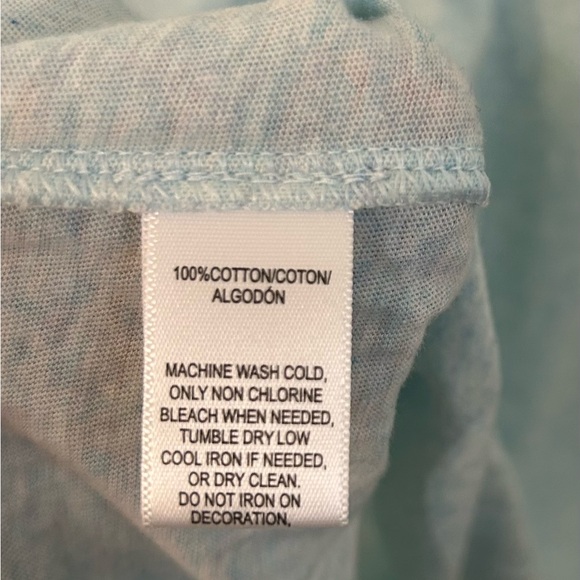 100%COTTON/COTON/
ALGODÓN
MACHINE WASH COLD,
ONLY NON CHLORINE
BLEACH WHEN NEEDED,
TUMBLE DRY LOW
COOL IRON IF NEEDED,
OR DRY CLEAN.
DO NOT IRON ON
DECORATION,